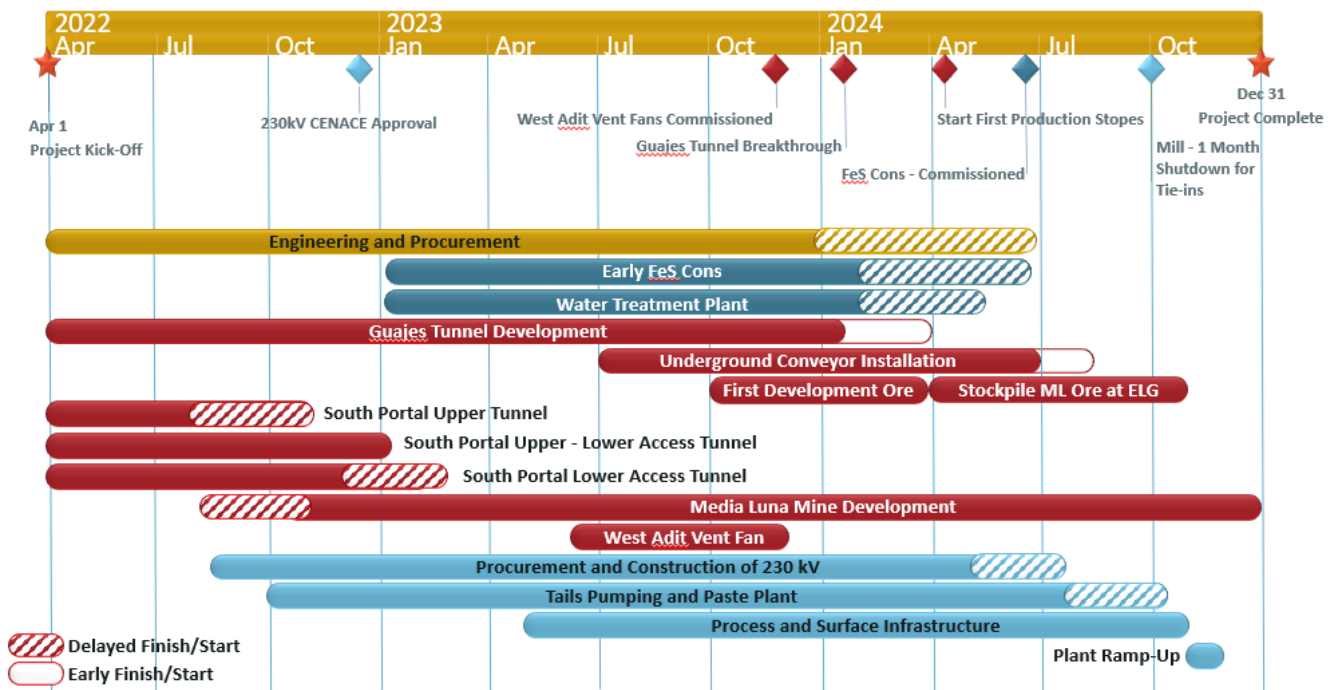 2022 2023 2024
Apr Jul Oct Jan Apr Jul Oct Jan Apr Jul Oct
Apr 1
Project Kick-Off
230kV CENACE Approval
West Adit Vent Fans Commissioned
Guajes Tunnel Breakthrough
FeS Cons - Commissioned
Start First Production Stopes
Mill - 1 Month
Shutdown for
Tie-ins
Dec 31
Project Complete
Engineering and Procurement
Early FeS Cons
Water Treatment Plant
Guajes Tunnel Development
Underground Conveyor Installation
First Development Ore
Stockpile ML Ore at ELG
South Portal Upper Tunnel
South Portal Upper - Lower Access Tunnel
South Portal Lower Access Tunnel
Media Luna Mine Development
West Adit Vent Fan
Procurement and Construction of 230 kV
Tails Pumping and Paste Plant
Process and Surface Infrastructure
Plant Ramp-Up
Delayed Finish/Start
Early Finish/Start